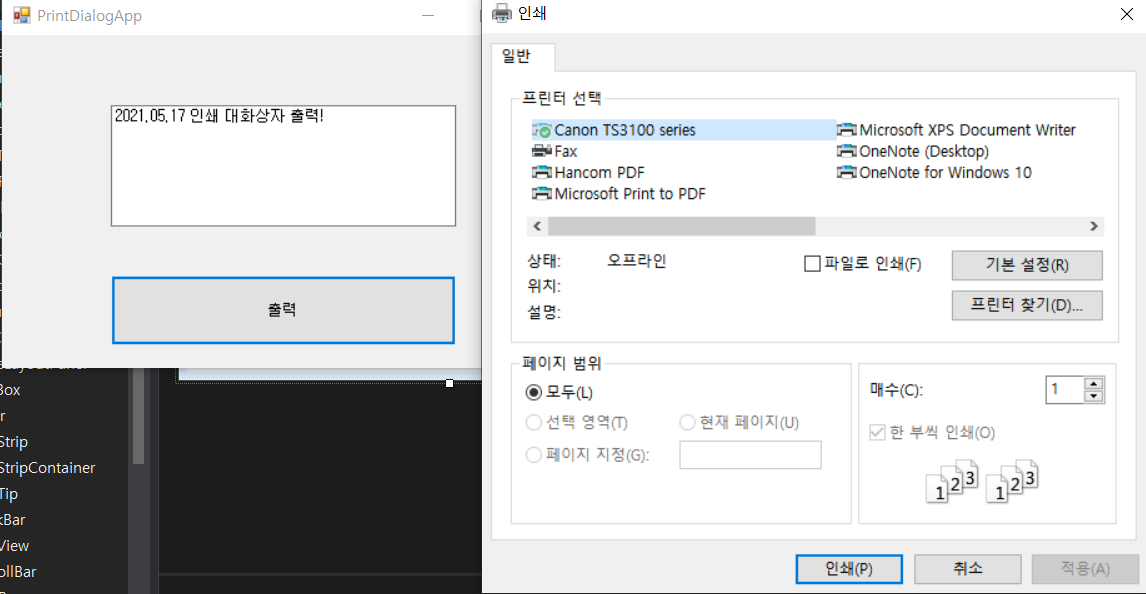 PrintDialogApp
2021.05.17 인쇄 대화상자 출력!
출력
Box
r
Strip
StripContainer
Tip
kBar
View
ollBar
인쇄
일반
프린터 선택
Canon TS3100 series
Fax
Hancom PDF
Microsoft Print to PDF
Microsoft XPS Document Writer
OneNote (Desktop)
OneNote for Windows 10
상태: 오프라인
위치:
설명:
파일로 인쇄(F)
기본 설정(R)
프린터 찾기(D)...
페이지 범위
모두(L)
선택 영역(T)
현재 페이지(U)
페이지 지정(G):
매수(C):
1
한 부씩 인쇄(O)
1 2 3 1 2 3
인쇄(P)
취소
적용(A)